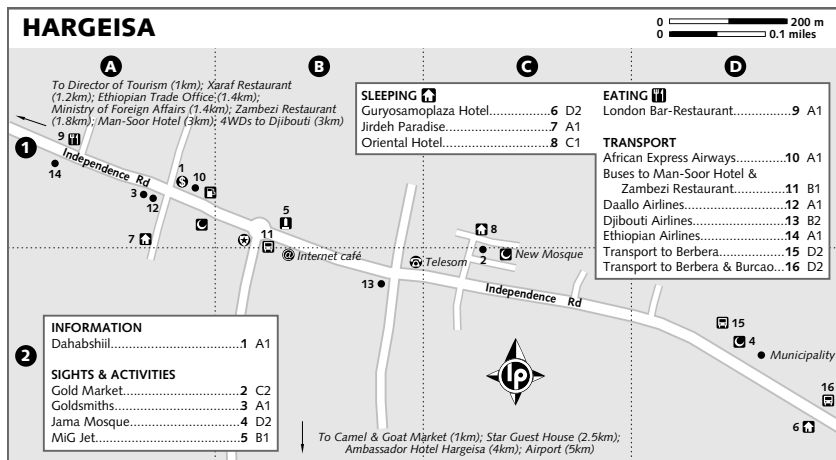 HARGEISA
0 200 m
0 0.1 miles
A
B
C
D
To Director of Tourism (1km); Xaraf Restaurant
(1.2km); Ethiopian Trade Office (1.4km);
Ministry of Foreign Affairs (1.4km); Zambezi Restaurant
(1.8km); Man-Soor Hotel (3km); 4WDs to Djibouti (3km)
SLEEPING
Guryosamoplaza Hotel....................6 D2
Jirdeh Paradise...............................7 A1
Oriental Hotel.................................8 C1
EATING
London Bar-Restaurant..............9 A1
TRANSPORT
African Express Airways............10 A1
Buses to Man-Soor Hotel &
Zambezi Restaurant..............11 B1
Daallo Airlines..........................12 A1
Djibouti Airlines........................13 B2
Ethiopian Airlines......................14 A1
Transport to Berbera.................15 D2
Transport to Berbera & Burcao...16 D2
1
9
14
Independence Rd
1
$
10
3
12
7
5
11
@ Internet café
13
Telesom
8
2
New Mosque
Independence Rd
2
INFORMATION
Dahabshiil..................................1 A1
SIGHTS & ACTIVITIES
Gold Market..............................2 C2
Goldsmiths................................3 A1
Jama Mosque............................4 D2
MiG Jet.....................................5 B1
lp
15
4
Municipality
16
6
To Camel & Goat Market (1km); Star Guest House (2.5km);
Ambassador Hotel Hargeisa (4km); Airport (5km)